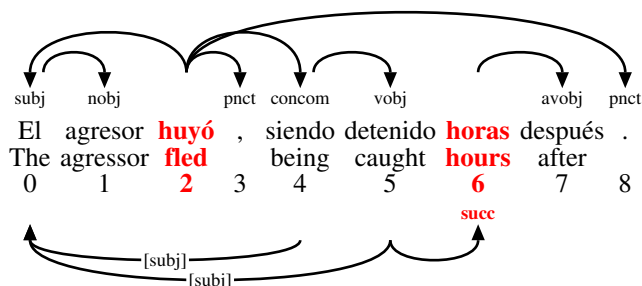 subj nobj pnct concom vobj avobj pnct
El agresor huyó , siendo detenido horas después .
The agressor fled being caught hours after
0 1 2 3 4 5 6 7 8
succ
[subj]
[subj]